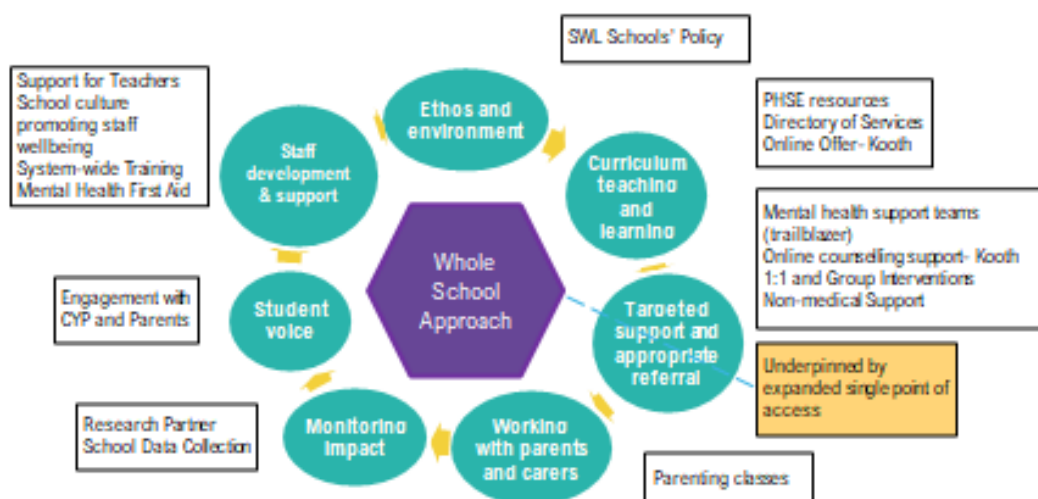 SWL Schools' Policy
Support for Teachers
School culture
promoting staff
wellbeing
System-wide Training
Mental Health First Aid
Ethos and
environment
PHSE resources
Directory of Services
Online Offer- Kooth
Staff
development
& support
Curriculum
teaching
and
learning
Mental health support teams
(trailblazer)
Online counselling support- Kooth
1:1 and Group Interventions
Non-medical Support
Whole
School
Approach
Engagement with
CYP and Parents
Student
voice
Targeted
support and
appropriate
referral
Underpinned by
expanded single point of
access
Research Partner
School Data Collection
Monitoring
impact
Working
with parents
and carers
Parenting classes